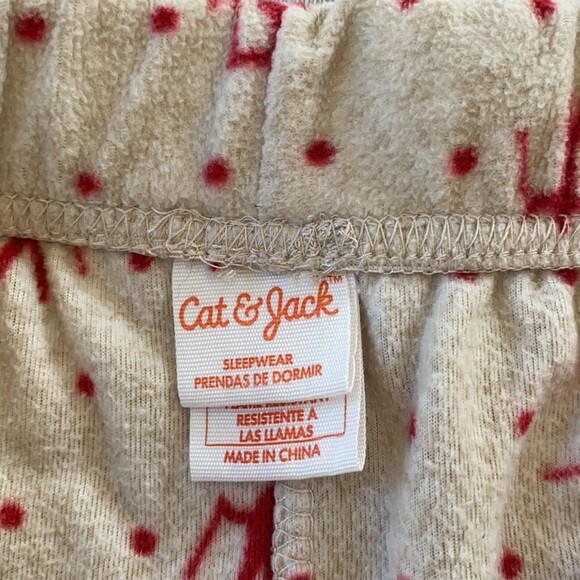 Cat & Jack™
SLEEPWEAR
PRENDAS DE DORMIR
RESISTENTE A
LAS LLAMAS
MADE IN CHINA